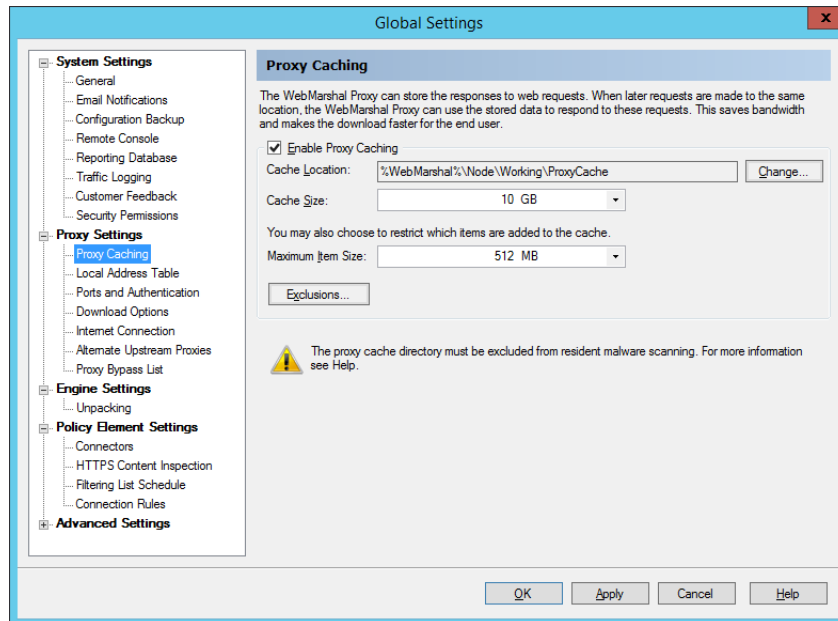 Global Settings
x
System Settings
General
Email Notifications
Configuration Backup
Remote Console
Reporting Database
Traffic Logging
Customer Feedback
Security Permissions
Proxy Settings
Proxy Caching
Local Address Table
Ports and Authentication
Download Options
Internet Connection
Alternate Upstream Proxies
Proxy Bypass List
Engine Settings
Unpacking
Policy Element Settings
Connectors
HTTPS Content Inspection
Filtering List Schedule
Connection Rules
Advanced Settings
Proxy Caching
The WebMarshal Proxy can store the responses to web requests. When later requests are made to the same
location, the WebMarshal Proxy can use the stored data to respond to these requests. This saves bandwidth
and makes the download faster for the end user.
Enable Proxy Caching
Cache Location: %WebMarshal%\Node\Working\ProxyCache Change...
Cache Size: 10 GB
You may also choose to restrict which items are added to the cache.
Maximum Item Size: 512 MB
Exclusions...
The proxy cache directory must be excluded from resident malware scanning. For more information
see Help.
OK Apply Cancel Help